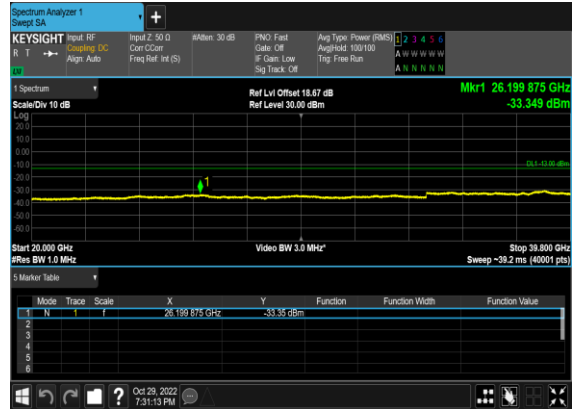 Spectrum Analyzer 1
Swept SA
+
KEYSIGHT Input: RF Input Z: 50 Ω #Atten: 30 dB PNO: Fast Avg Type: Power (RMS) 1 2 3 4 5 6
R T Coupling: DC Corr CCorr Gate: Off Avg|Hold: 100/100 A W W W W W
Align: Auto Freq Ref: Int (S) IF Gain: Low Trig: Free Run
Sig Track: Off A N N N N N
1 Spectrum
Scale/Div 10 dB
Ref Lvl Offset 18.67 dB
Ref Level 30.00 dBm
Mkr1 26.199 875 GHz
-33.349 dBm
Log
20.0
10.0
0.00
-10.0
-20.0
-30.0
-40.0
-50.0
-60.0
DL1 -13.00 dBm
1
Start 20.000 GHz Video BW 3.0 MHz* Stop 39.800 GHz
#Res BW 1.0 MHz Sweep ~39.2 ms (40001 pts)
5 Marker Table
Mode Trace Scale X Y Function Function Width Function Value
1 N 1 f 26.199 875 GHz -33.35 dBm
2
3
4
5
6
? Oct 29, 2022
7:31:13 PM